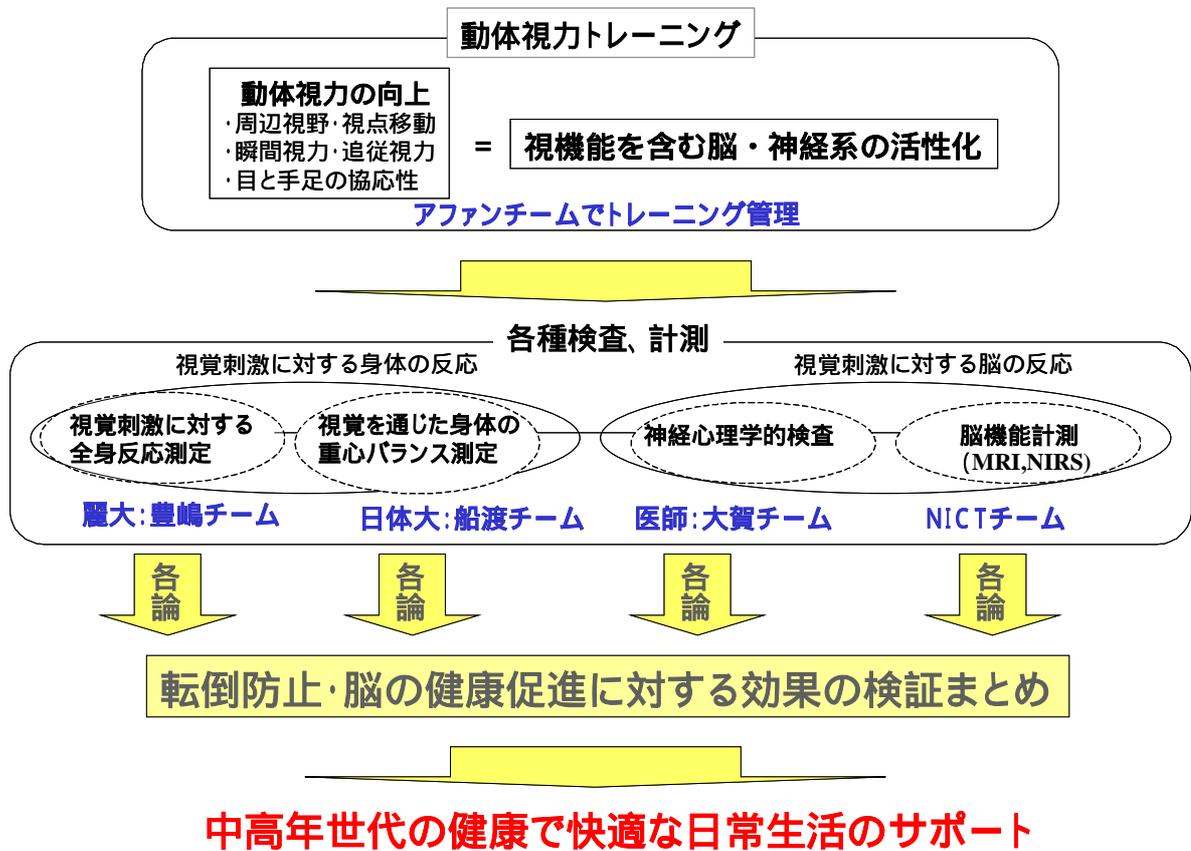 動体視力トレーニング
動体視力の向上
・周辺視野・視点移動
・瞬間視力・追従視力
・目と手足の協応性
=
視機能を含む脳・神経系の活性化
アファンチームでトレーニング管理
各種検査、計測
視覚刺激に対する身体の反応
視覚刺激に対する脳の反応
視覚刺激に対する
全身反応測定
視覚を通じた身体の
重心バランス測定
神経心理学的検査
脳機能計測
(MRI,NIRS)
麗大:豊嶋チーム
日体大:船渡チーム
医師:大賀チーム
NICTチーム
各
論
各
論
各
論
各
論
転倒防止・脳の健康促進に対する効果の検証まとめ
中高年世代の健康で快適な日常生活のサポート